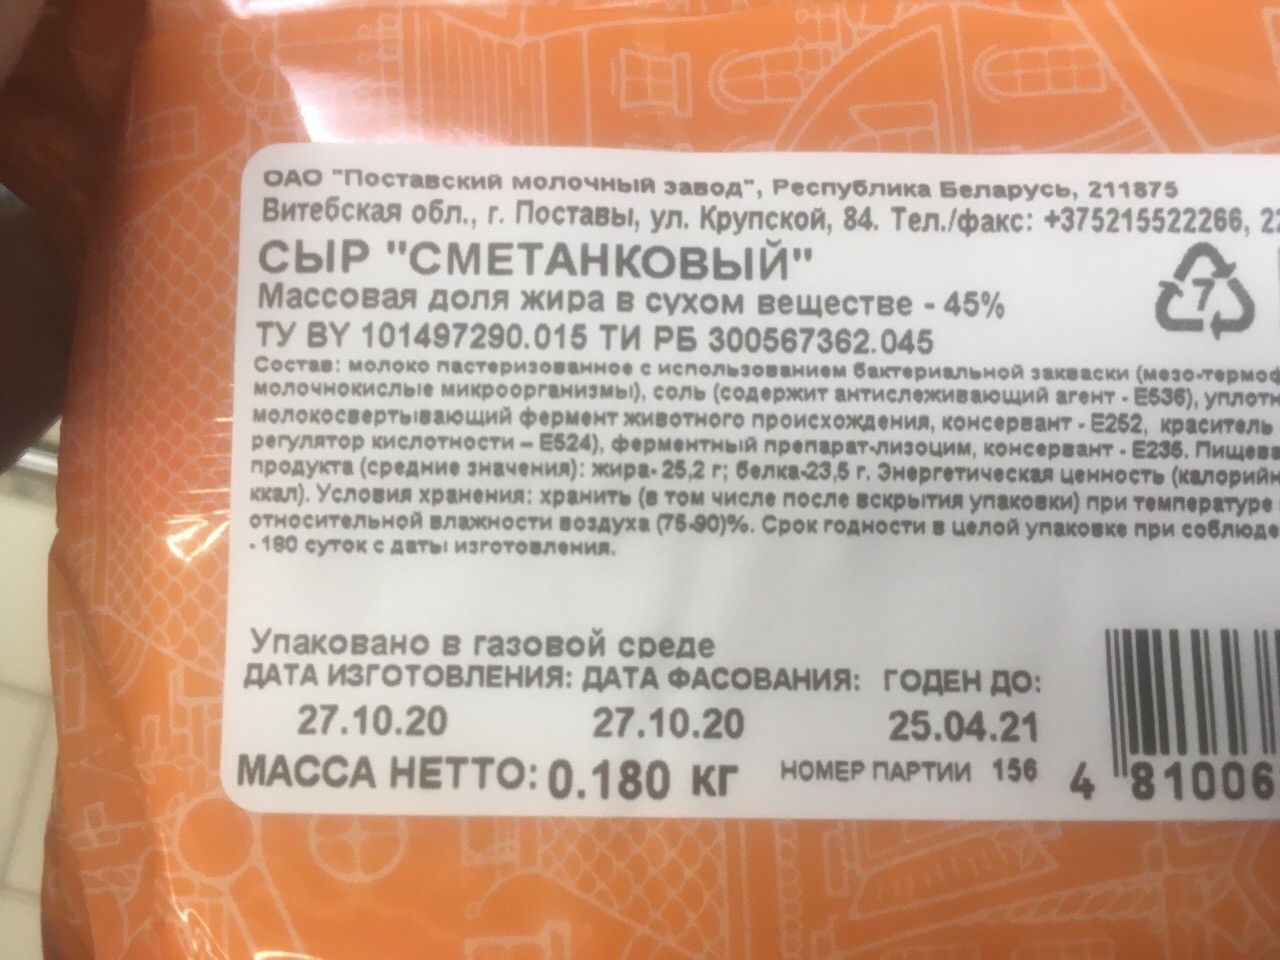 ОАО "Поставский молочный завод", Республика Беларусь, 211875
Витебская обл., г. Поставы, ул. Крупской, 84. Тел./факс: +375215522266, 22
СЫР "СМЕТАНКОВЫЙ"
7
Массовая доля жира в сухом веществе - 45%
ТУ BY 101497290.015 ТИ РБ 300567362.045
Состав: молоко пастеризованное с использованием бактериальной закваски (мезо-термоф
молочнокислые микроорганизмы), соль (содержит антислеживающий агент - Е536), уплотн
молокосвертывающий фермент животного происхождения, консервант - Е252, краситель
регулятор кислотности – Е524), ферментный препарат-лизоцим, консервант - Е235. Пищева
продукта (средние значения): жира- 25,2 г; белка-23,5 г. Энергетическая ценность (калорийн
ккал). Условия хранения: хранить (в том числе после вскрытия упаковки) при температуре
относительной влажности воздуха (75-90)%. Срок годности в целой упаковке при соблюде
- 180 суток с даты изготовления.
Упаковано в газовой среде
ДАТА ИЗГОТОВЛЕНИЯ: ДАТА ФАСОВАНИЯ: ГОДЕН ДО:
27.10.20 27.10.20 25.04.21
МАССА НЕТТО: 0.180 КГ НОМЕР ПАРТИИ 156
4 81006